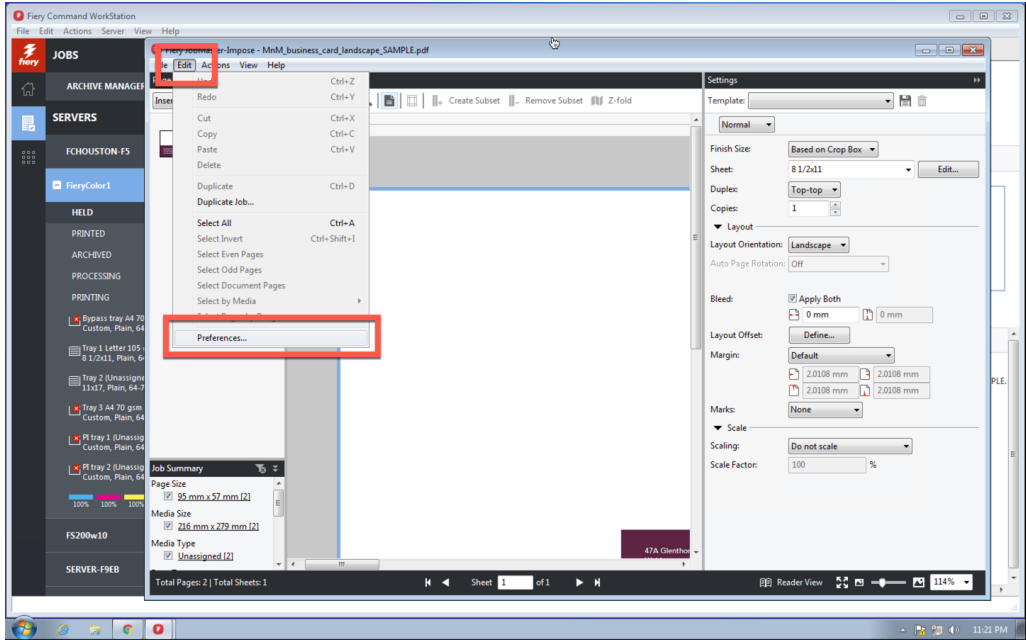 Fiery Command WorkStation
File Edit Actions Server View Help
fiery
JOBS
ARCHIVE MANAGER
SERVERS
FCHOUSTON-F5
FieryColor1
HELD
PRINTED
ARCHIVED
PROCESSING
PRINTING
Bypass tray A4 70
Custom, Plain, 64
Tray 1 Letter 105
8 1/2x11, Plain, 64
Tray 2 (Unassigne
11x17, Plain, 64-7
Tray 3 A4 70 gsm
Custom, Plain, 64
PI tray 1 (Unassig
Custom, Plain, 64
PI tray 2 (Unassig
Custom, Plain, 64
100% 100% 100%
FS200w10
SERVER-F9EB
Fiery JobMaster-Impose - MnM_business_card_landscape_SAMPLE.pdf
Edit Actions View Help
Ctrl+Z
Redo Ctrl+Y
Cut Ctrl+X
Copy Ctrl+C
Paste Ctrl+V
Delete
Duplicate Ctrl+D
Duplicate Job...
Select All Ctrl+A
Select Invert Ctrl+Shift+I
Select Even Pages
Select Odd Pages
Select Document Pages
Select by Media
Preferences...
Create Subset Remove Subset Z-fold
47A Glenthor
Job Summary
Page Size
95 mm x 57 mm [2]
Media Size
216 mm x 279 mm [2]
Media Type
Unassigned [2]
Total Pages: 2 | Total Sheets: 1
Sheet 1 of 1
Reader View
114%
Settings
Template:
Normal
Finish Size: Based on Crop Box
Sheet: 8 1/2x11 Edit...
Duplex: Top-top
Copies: 1
Layout
Layout Orientation: Landscape
Auto Page Rotation: Off
Bleed: Apply Both
0 mm 0 mm
Layout Offset: Define...
Margin: Default
2.0108 mm 2.0108 mm
2.0108 mm 2.0108 mm
Marks: None
Scale
Scaling: Do not scale
Scale Factor: 100 %
PLE.
11:21 PM